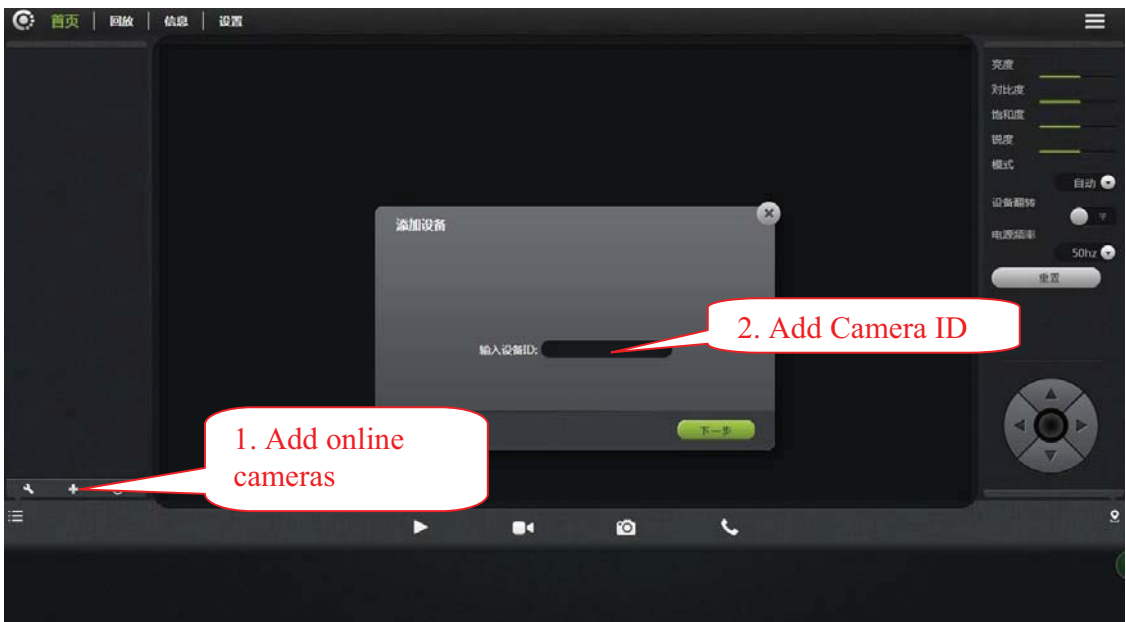 首页 | 回放 | 信息 | 设置
亮度
对比度
饱和度
锐度
模式
自动
设备翻转
平
电源频率
50hz
重置
添加设备
输入设备ID:
下一步
2. Add Camera ID
1. Add online
cameras